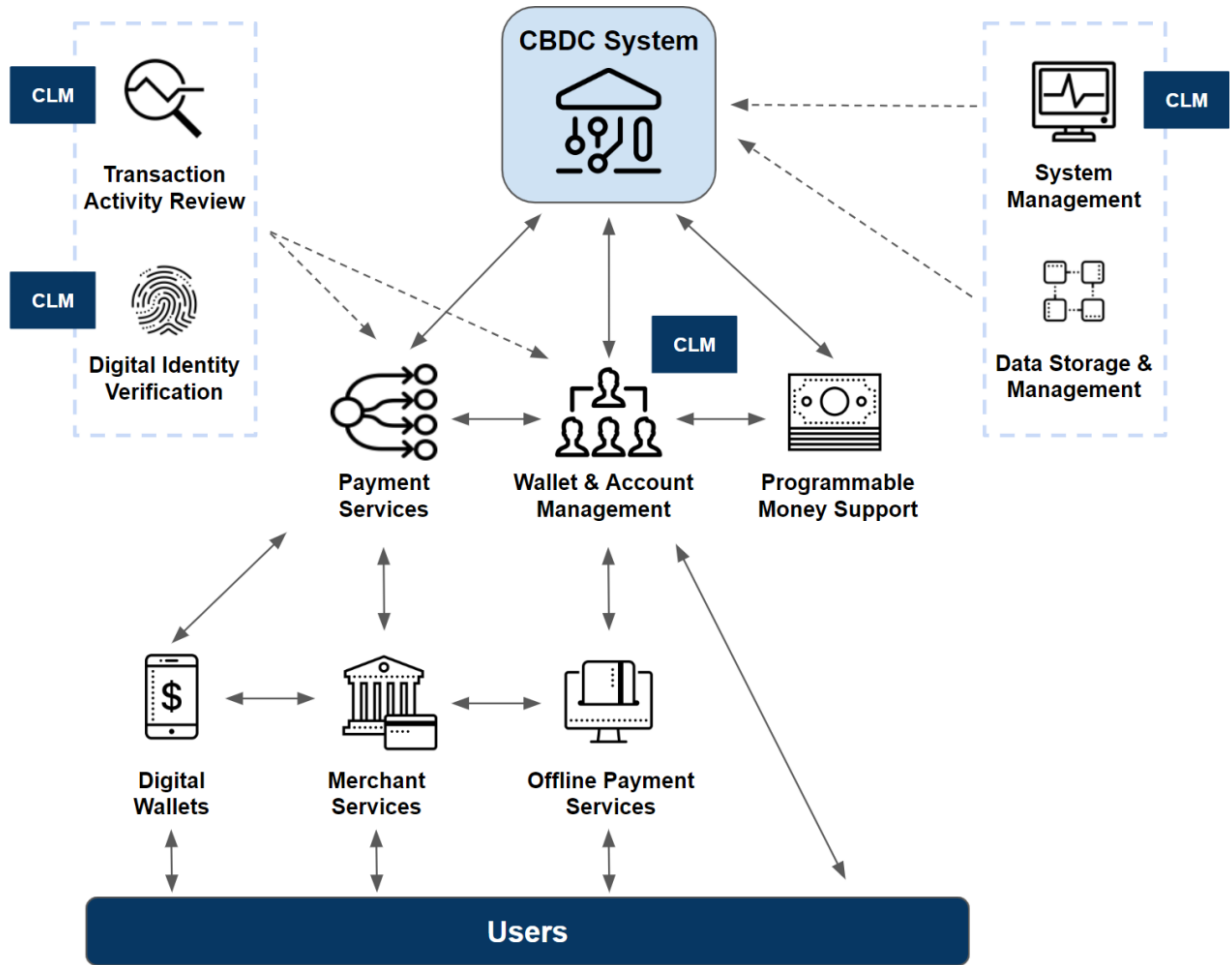 CBDC System
CLM
Transaction
Activity Review
CLM
System
Management
CLM
Digital Identity
Verification
CLM
Data Storage &
Management
Payment
Services
Wallet & Account
Management
Programmable
Money Support
$
Digital
Wallets
Merchant
Services
Offline Payment
Services
Users